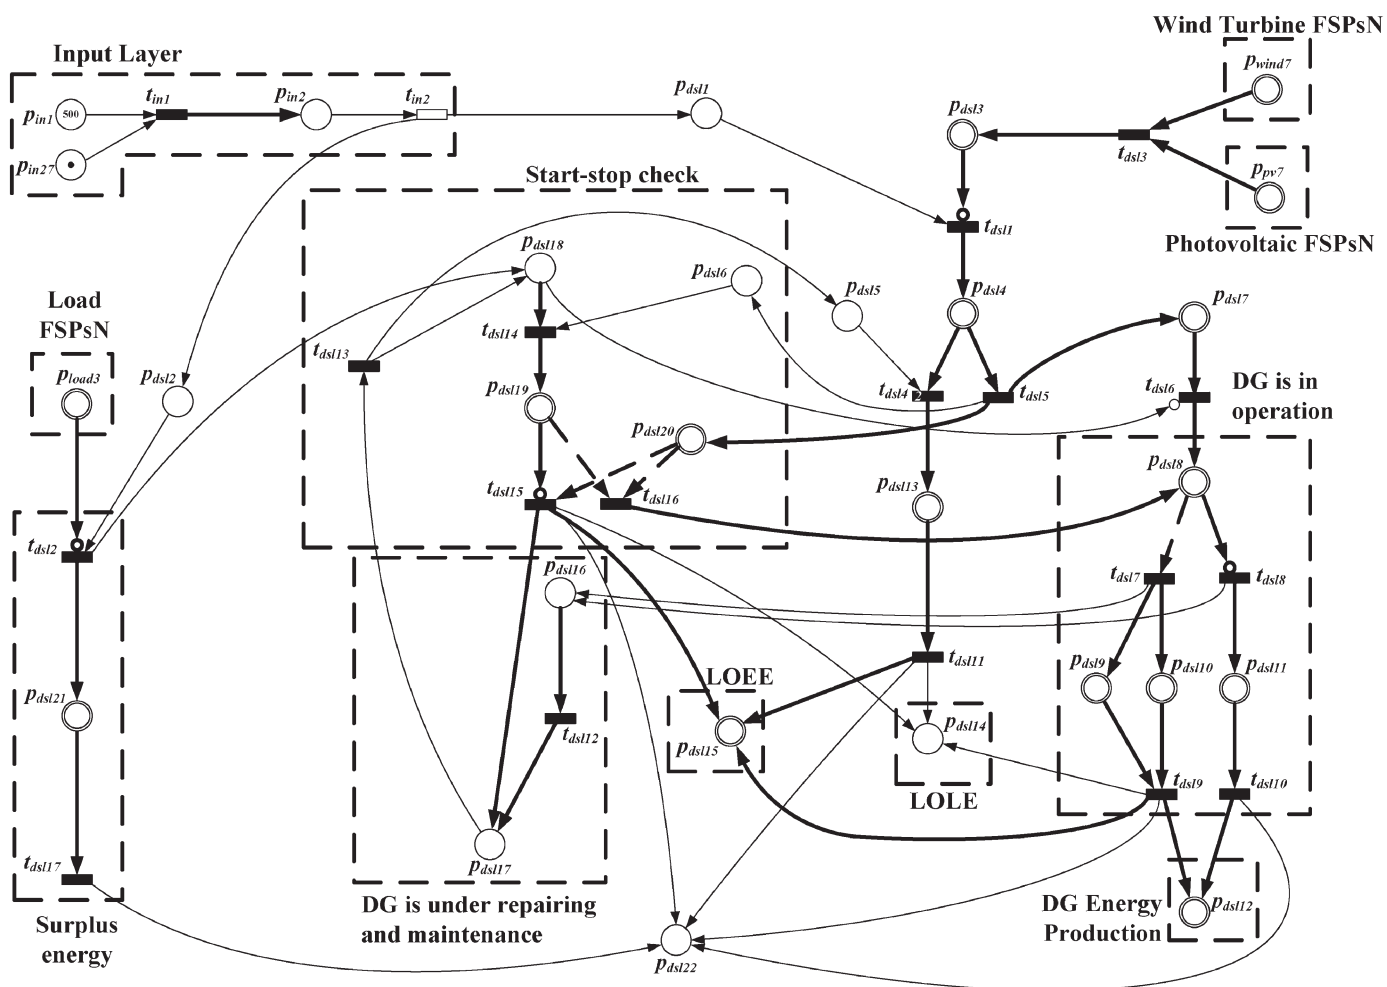 Wind Turbine FSPsN
Input Layer
p_wind7
t_in1
p_in2
t_in2
p_dsl1
p_in1
500
p_dsl3
t_dsl3
p_in27
Start-stop check
p_pv7
t_dsl1
Photovoltaic FSPsN
p_dsl18
p_dsl6
p_dsl5
p_dsl4
p_dsl7
Load
FSPsN
t_dsl14
t_dsl13
p_load3
p_dsl2
p_dsl19
t_dsl4
2
t_dsl5
t_dsl6
DG is in
operation
p_dsl20
p_dsl8
t_dsl15
t_dsl16
p_dsl13
t_dsl2
p_dsl16
t_dsl7
t_dsl8
t_dsl11
p_dsl9
p_dsl10
p_dsl11
LOEE
p_dsl21
t_dsl12
p_dsl15
p_dsl14
LOLE
t_dsl9
t_dsl10
t_dsl17
p_dsl17
DG is under repairing
and maintenance
DG Energy
Production
p_dsl12
Surplus
energy
p_dsl22